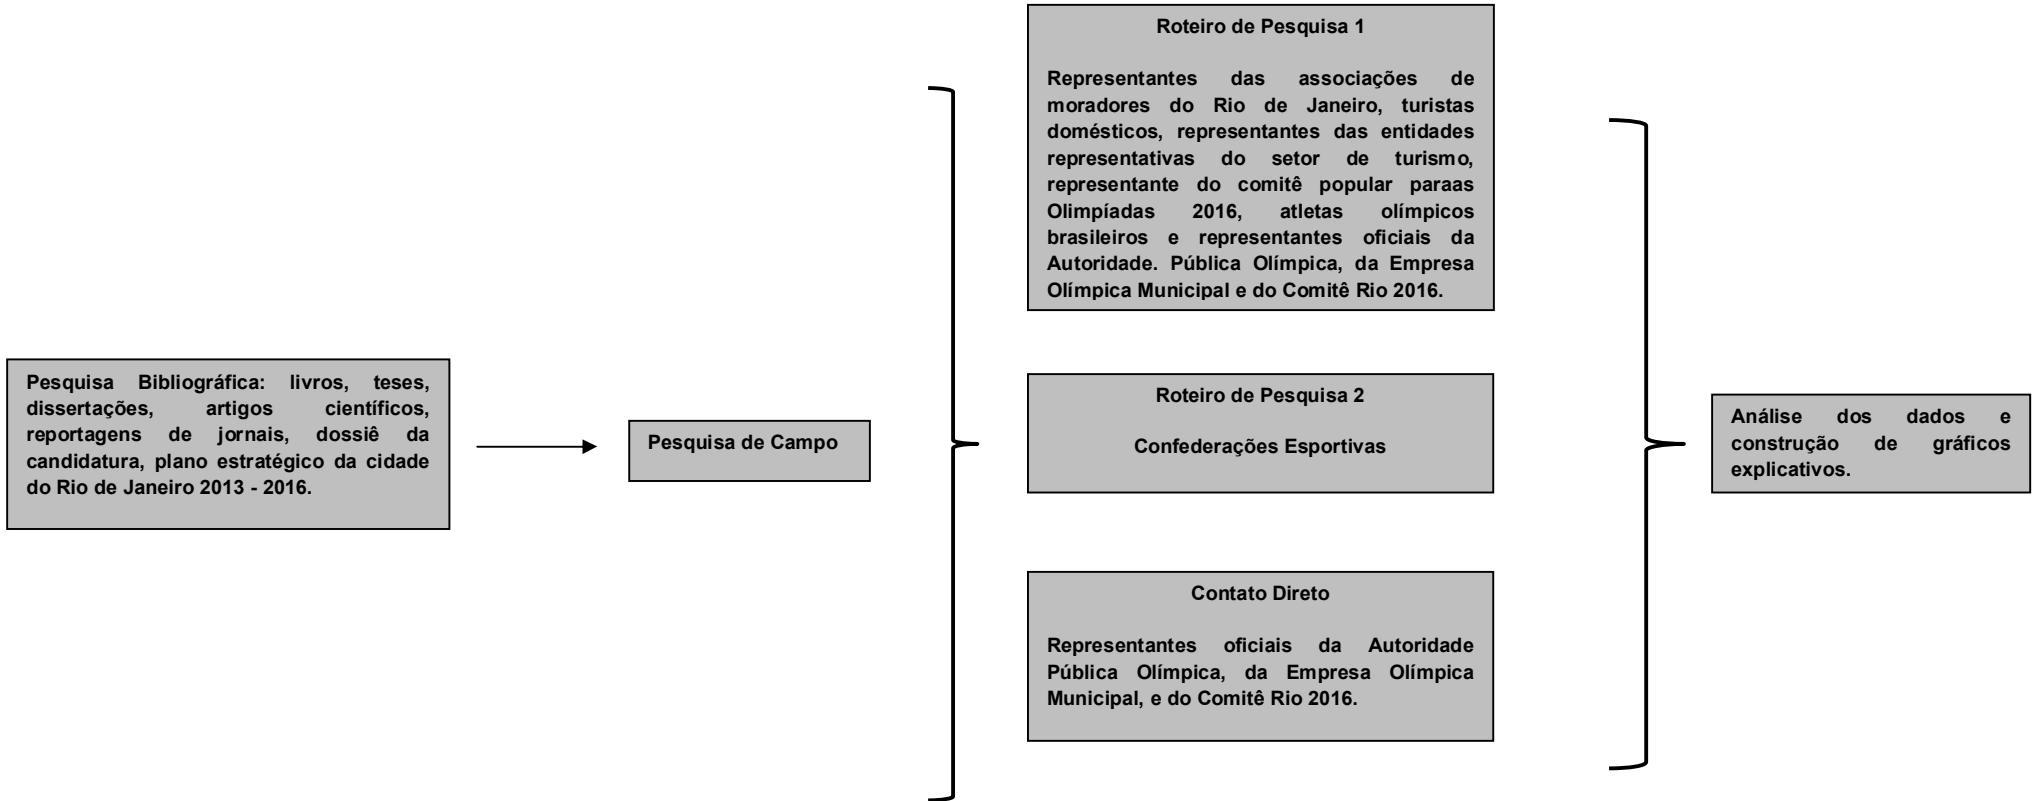 Pesquisa Bibliográfica: livros, teses,
dissertações, artigos científicos,
reportagens de jornais, dossiê da
candidatura, plano estratégico da cidade
do Rio de Janeiro 2013 - 2016.
Pesquisa de Campo
Roteiro de Pesquisa 1
Representantes das associações de
moradores do Rio de Janeiro, turistas
domésticos, representantes das entidades
representativas do setor de turismo,
representante do comitê popular paraas
Olimpíadas 2016, atletas olímpicos
brasileiros e representantes oficiais da
Autoridade. Pública Olímpica, da Empresa
Olímpica Municipal e do Comitê Rio 2016.
Roteiro de Pesquisa 2
Confederações Esportivas
Contato Direto
Representantes oficiais da Autoridade
Pública Olímpica, da Empresa Olímpica
Municipal, e do Comitê Rio 2016.
Análise dos dados e
construção de gráficos
explicativos.